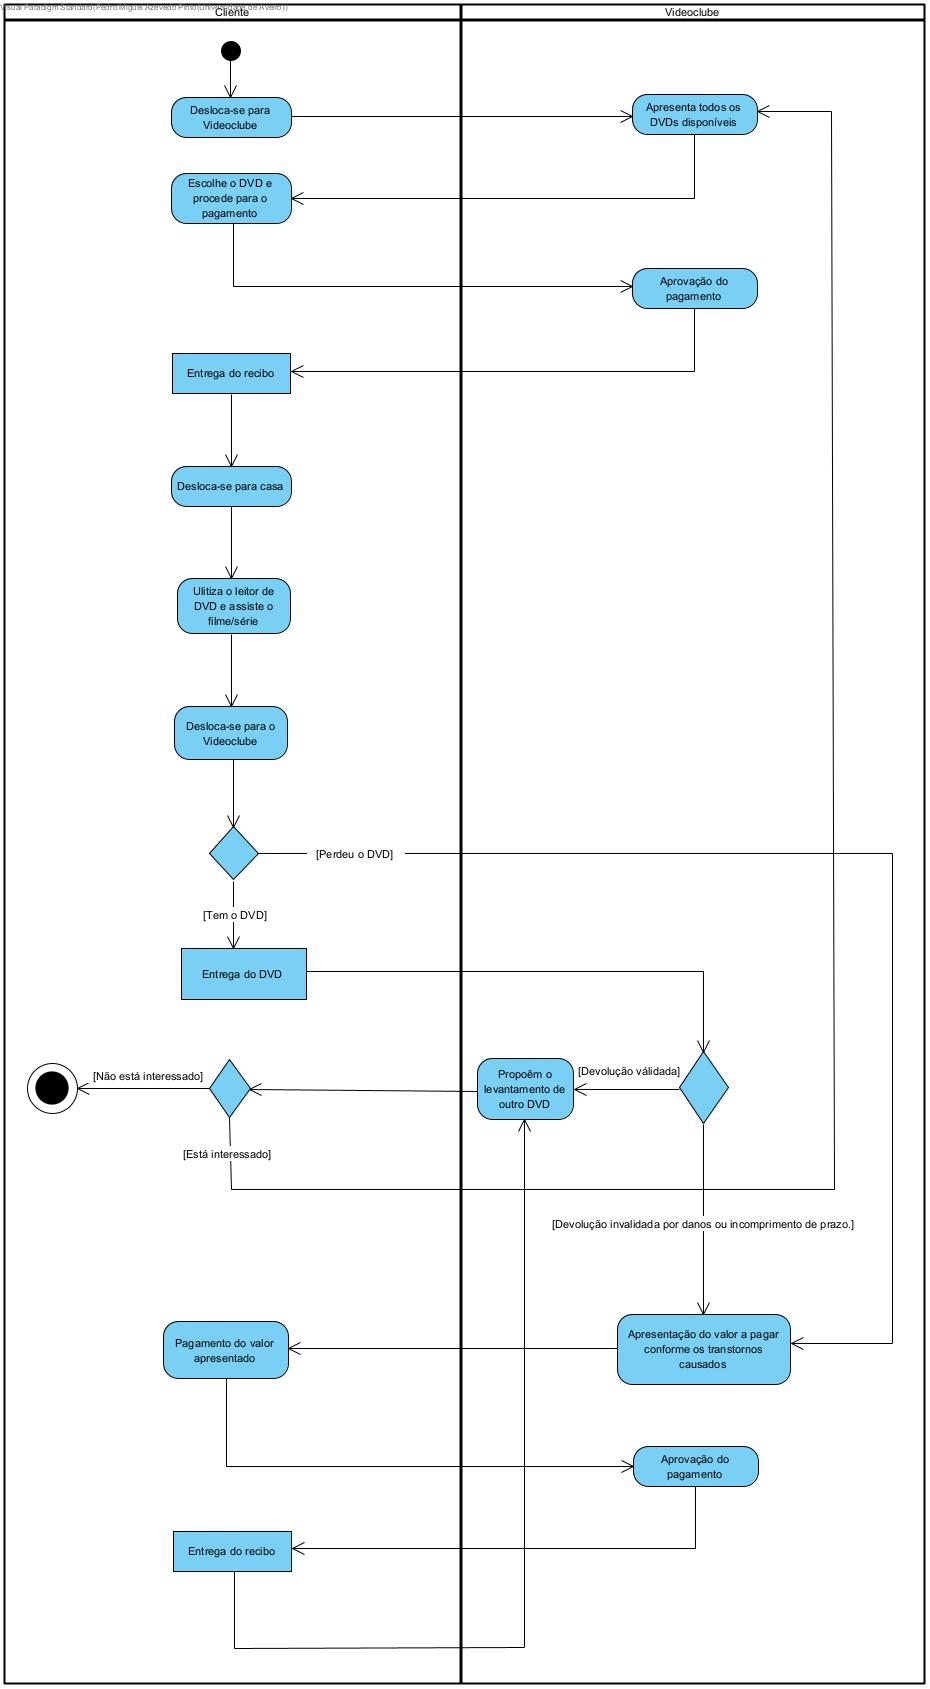 Visual Paradigm Standard(Pedro Miguel Azevedo Pinto(Universidade de Aveiro))
Cliente
Videoclube
Desloca-se para
Videoclube
Apresenta todos os
DVDs disponíveis
Escolhe o DVD e
procede para o
pagamento
Aprovação do
pagamento
Entrega do recibo
Desloca-se para casa
Ulitiza o leitor de
DVD e assiste o
filme/série
Desloca-se para o
Videoclube
[Perdeu o DVD]
[Tem o DVD]
Entrega do DVD
[Não está interessado]
Propoêm o
levantamento de
outro DVD
[Devolução válidada]
[Está interessado]
[Devolução invalidada por danos ou incomprimento de prazo.]
Pagamento do valor
apresentado
Apresentação do valor a pagar
conforme os transtornos
causados
Aprovação do
pagamento
Entrega do recibo